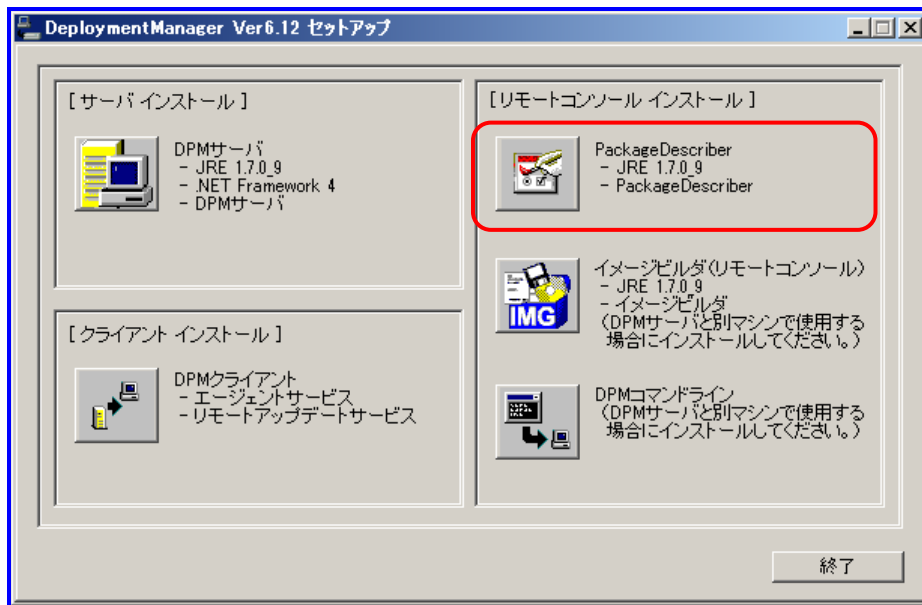 DeploymentManager Ver6.12 セットアップ
[サーバ インストール]
DPMサーバ
- JRE 1.7.0_9
- .NET Framework 4
- DPMサーバ
[クライアント インストール]
DPMクライアント
- エージェントサービス
- リモートアップデートサービス
[リモートコンソール インストール]
PackageDescriber
- JRE 1.7.0_9
- PackageDescriber
イメージビルダ(リモートコンソール)
- JRE 1.7.0_9
- イメージビルダ
(DPMサーバと別マシンで使用する
場合にインストールしてください。)
IMG
DPMコマンドライン
(DPMサーバと別マシンで使用する
場合にインストールしてください。)
終了